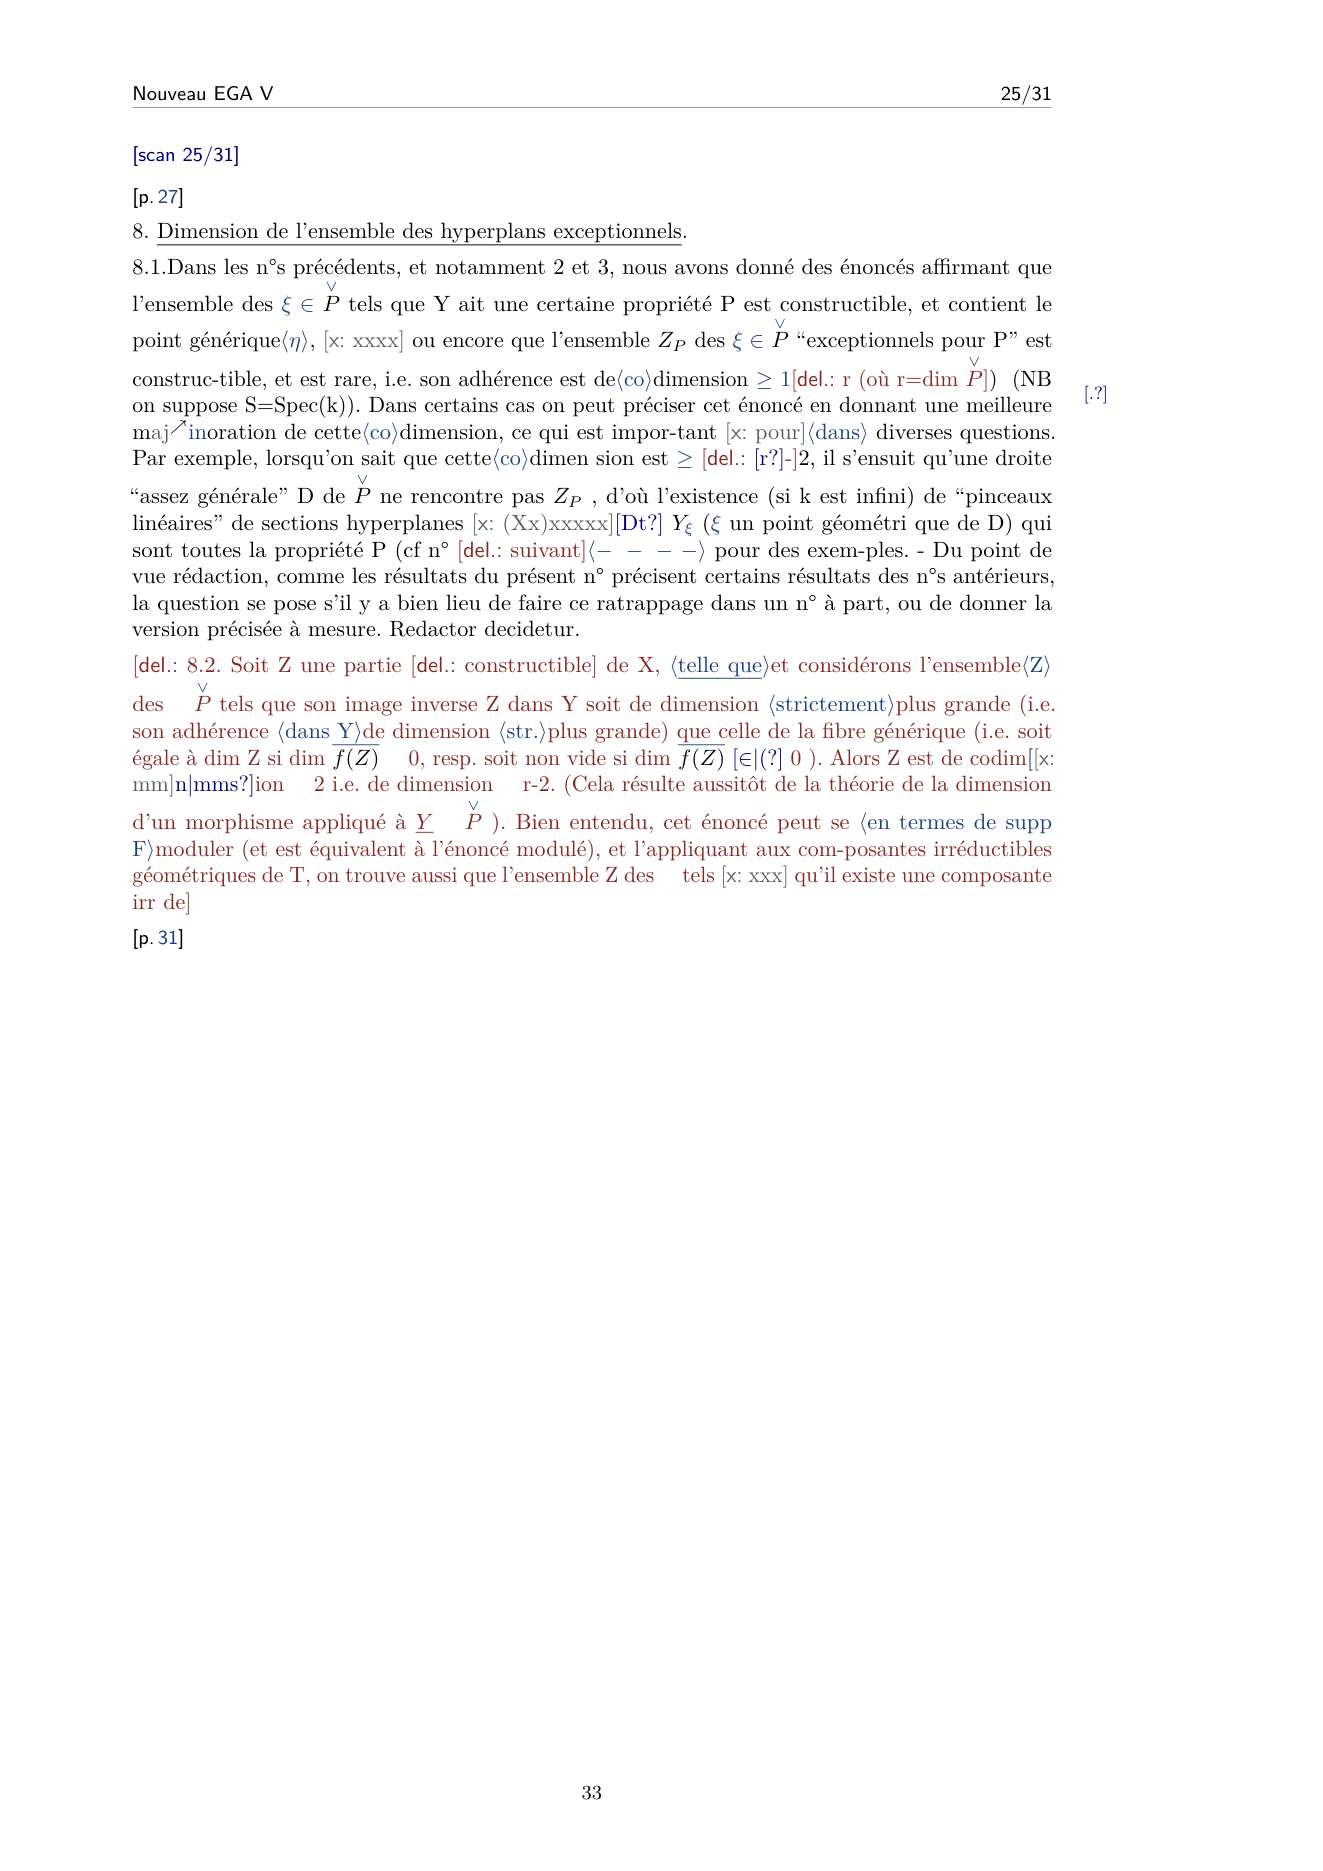 Nouveau EGA V 25/31
[scan 25/31]
[p. 27]
8. Dimension de l'ensemble des hyperplans exceptionnels.
8.1.Dans les n°s précédents, et notamment 2 et 3, nous avons donné des énoncés affirmant que
l'ensemble des ξ ∈ P̌ tels que Y ait une certaine propriété P est constructible, et contient le
point générique⟨η⟩, [x: xxxx] ou encore que l'ensemble Z_P des ξ ∈ P̌ “exceptionnels pour P” est
construc-tible, et est rare, i.e. son adhérence est de⟨co⟩dimension ≥ 1[del.: r (où r=dim P̌]) (NB
[.?]
on suppose S=Spec(k)). Dans certains cas on peut préciser cet énoncé en donnant une meilleure
maj↗inoration de cette⟨co⟩dimension, ce qui est impor-tant [x: pour]⟨dans⟩ diverses questions.
Par exemple, lorsqu'on sait que cette⟨co⟩dimen sion est ≥ [del.: [r?]-]2, il s'ensuit qu'une droite
“assez générale” D de P̌ ne rencontre pas Z_P , d'où l'existence (si k est infini) de “pinceaux
linéaires” de sections hyperplanes [x: (Xx)xxxxx][Dt?] Y_ξ (ξ un point géométri que de D) qui
sont toutes la propriété P (cf n° [del.: suivant]⟨− − − −⟩ pour des exem-ples. - Du point de
vue rédaction, comme les résultats du présent n° précisent certains résultats des n°s antérieurs,
la question se pose s'il y a bien lieu de faire ce ratrappage dans un n° à part, ou de donner la
version précisée à mesure. Redactor decidetur.
[del.: 8.2. Soit Z une partie [del.: constructible] de X, ⟨telle que⟩et considérons l'ensemble⟨Z⟩
des P̌ tels que son image inverse Z dans Y soit de dimension ⟨strictement⟩plus grande (i.e.
son adhérence ⟨dans Y⟩de dimension ⟨str.⟩plus grande) que celle de la fibre générique (i.e. soit
égale à dim Z si dim f(Z) 0, resp. soit non vide si dim f(Z) [∈|(?] 0 ). Alors Z est de codim[[x:
mm]n|mms?]ion 2 i.e. de dimension r-2. (Cela résulte aussitôt de la théorie de la dimension
d'un morphisme appliqué à Y P̌ ). Bien entendu, cet énoncé peut se ⟨en termes de supp
F⟩moduler (et est équivalent à l'énoncé modulé), et l'appliquant aux com-posantes irréductibles
géométriques de T, on trouve aussi que l'ensemble Z des tels [x: xxx] qu'il existe une composante
irr de]
[p. 31]
33